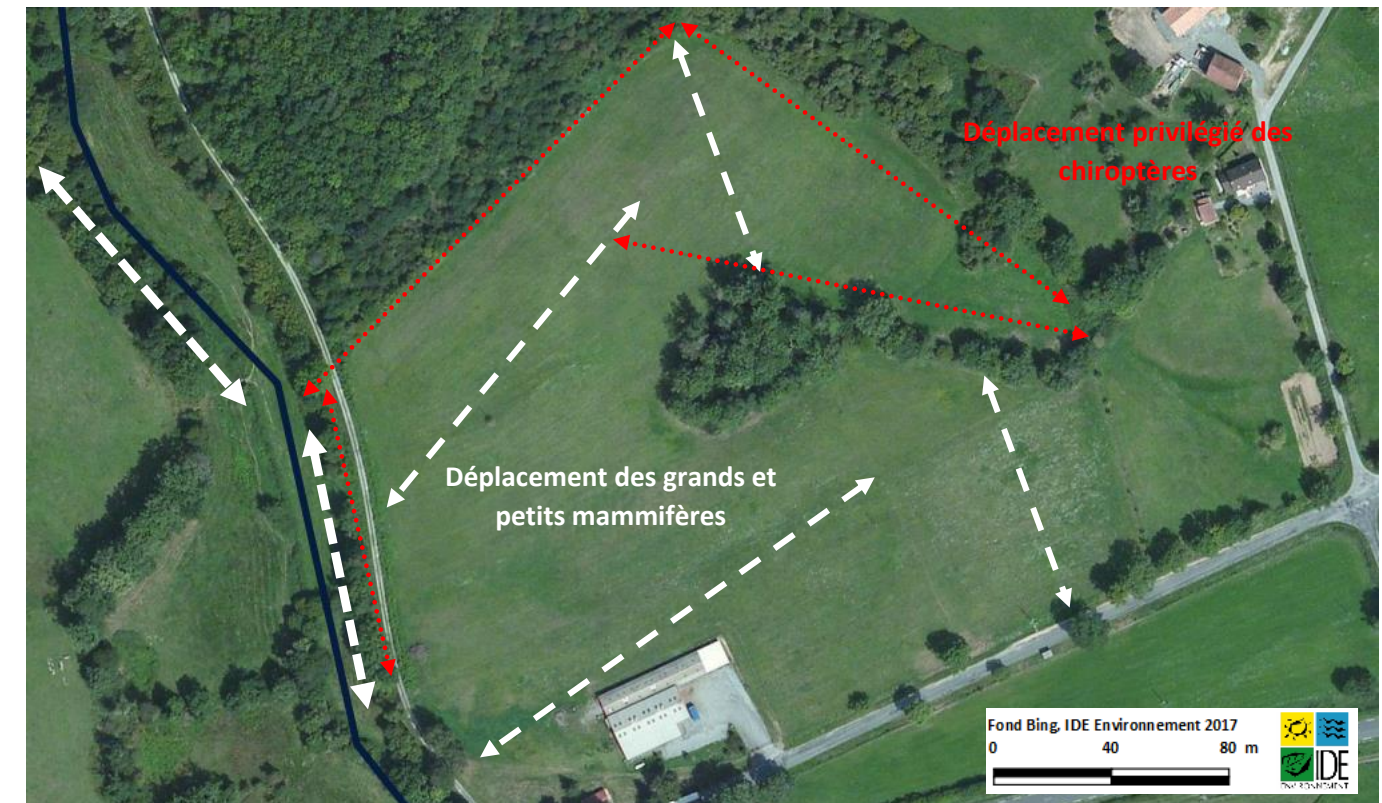 Déplacement privilégié des
chiroptères
Déplacement des grands et
petits mammifères
Fond Bing, IDE Environnement 2017
0 40 80 m
IDE
ENVIRONNEMENT